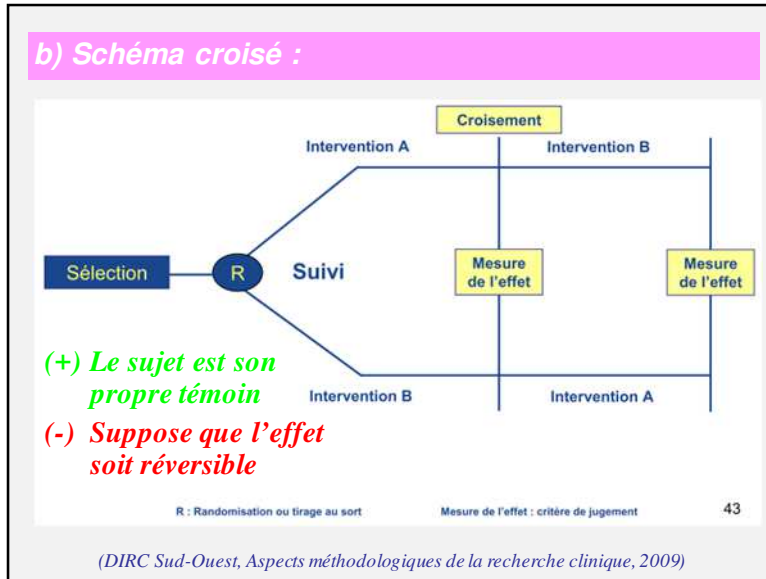 b) Schéma croisé :
Croisement
Intervention A
Intervention B
Sélection
R
Suivi
Mesure
de l'effet
Mesure
de l'effet
(+) Le sujet est son
propre témoin
Intervention B
Intervention A
(-) Suppose que l'effet
soit réversible
R : Randomisation ou tirage au sort
Mesure de l'effet : critère de jugement
43
(DIRC Sud-Ouest, Aspects méthodologiques de la recherche clinique, 2009)